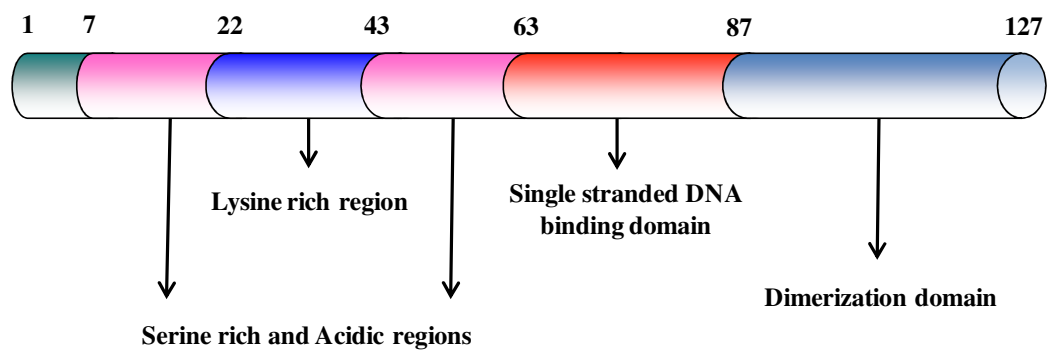 1 7 22 43 63 87 127
Lysine rich region
Single stranded DNA
binding domain
Dimerization domain
Serine rich and Acidic regions